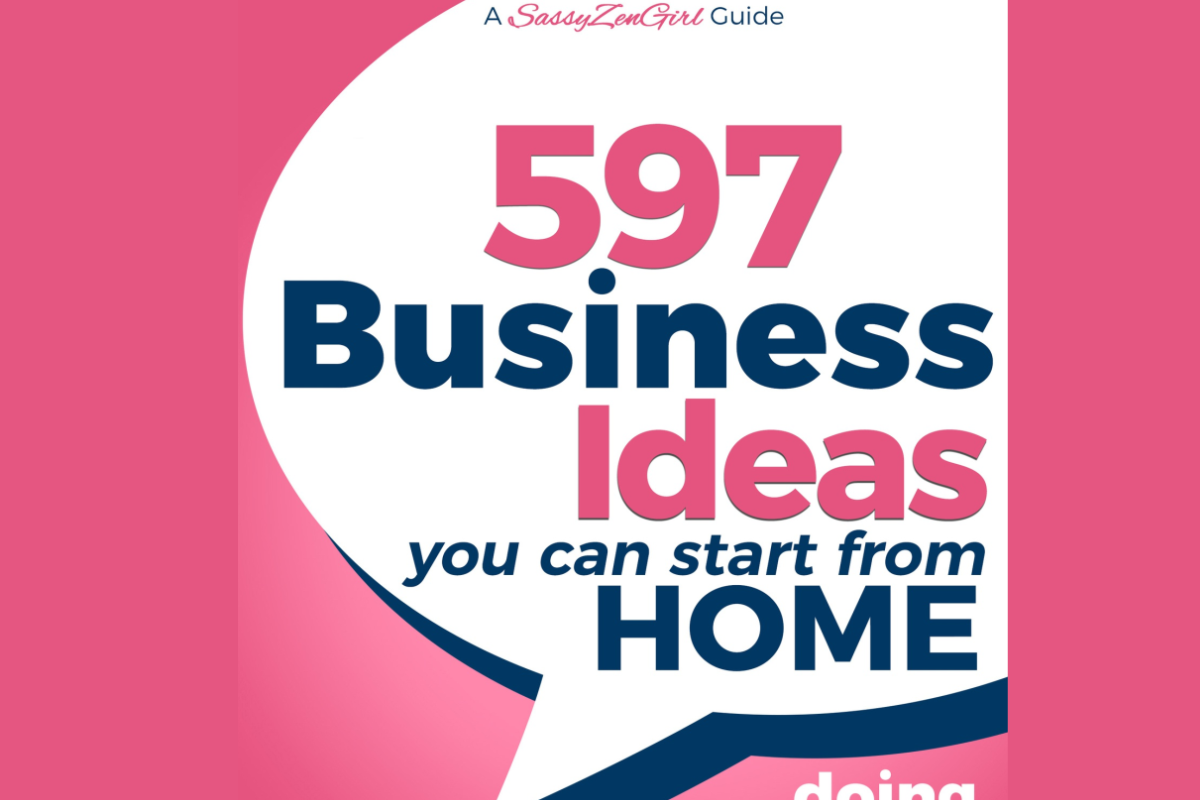 A SassyZenGirl Guide
597
Business
Ideas
you can start from
HOME
doing